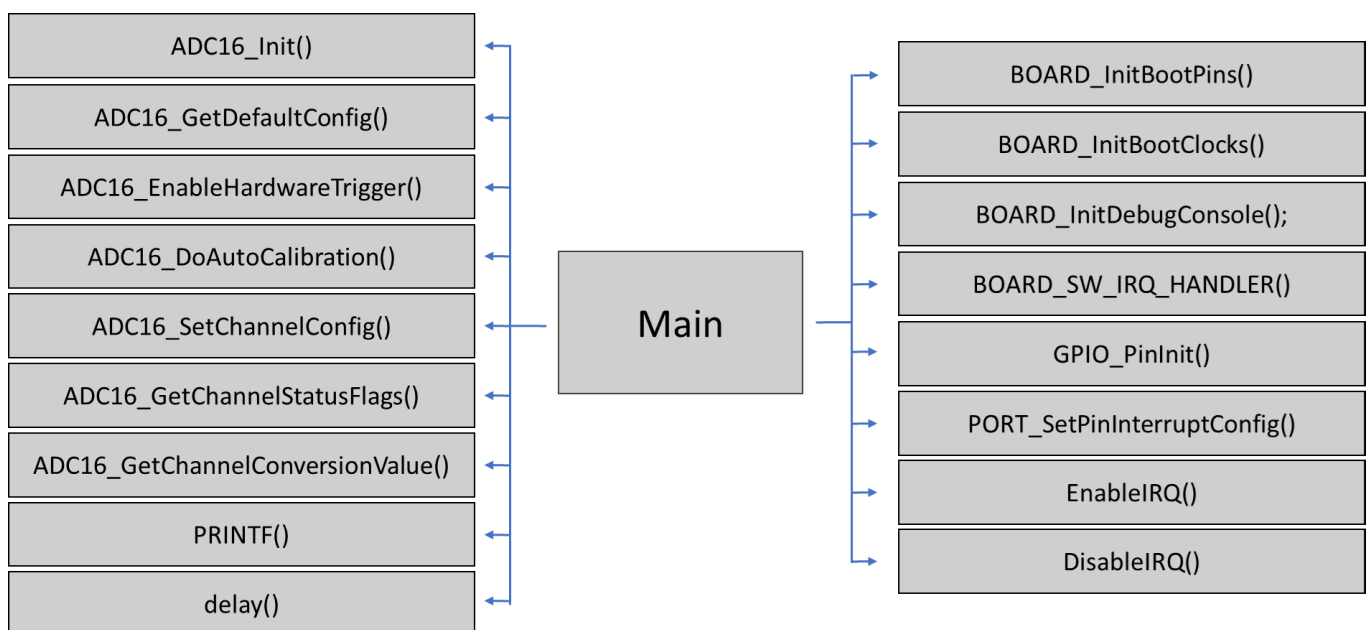 ADC16_Init()
ADC16_GetDefaultConfig()
ADC16_EnableHardwareTrigger()
ADC16_DoAutoCalibration()
ADC16_SetChannelConfig()
ADC16_GetChannelStatusFlags()
ADC16_GetChannelConversionValue()
PRINTF()
delay()
Main
BOARD_InitBootPins()
BOARD_InitBootClocks()
BOARD_InitDebugConsole();
BOARD_SW_IRQ_HANDLER()
GPIO_PinInit()
PORT_SetPinInterruptConfig()
EnableIRQ()
DisableIRQ()